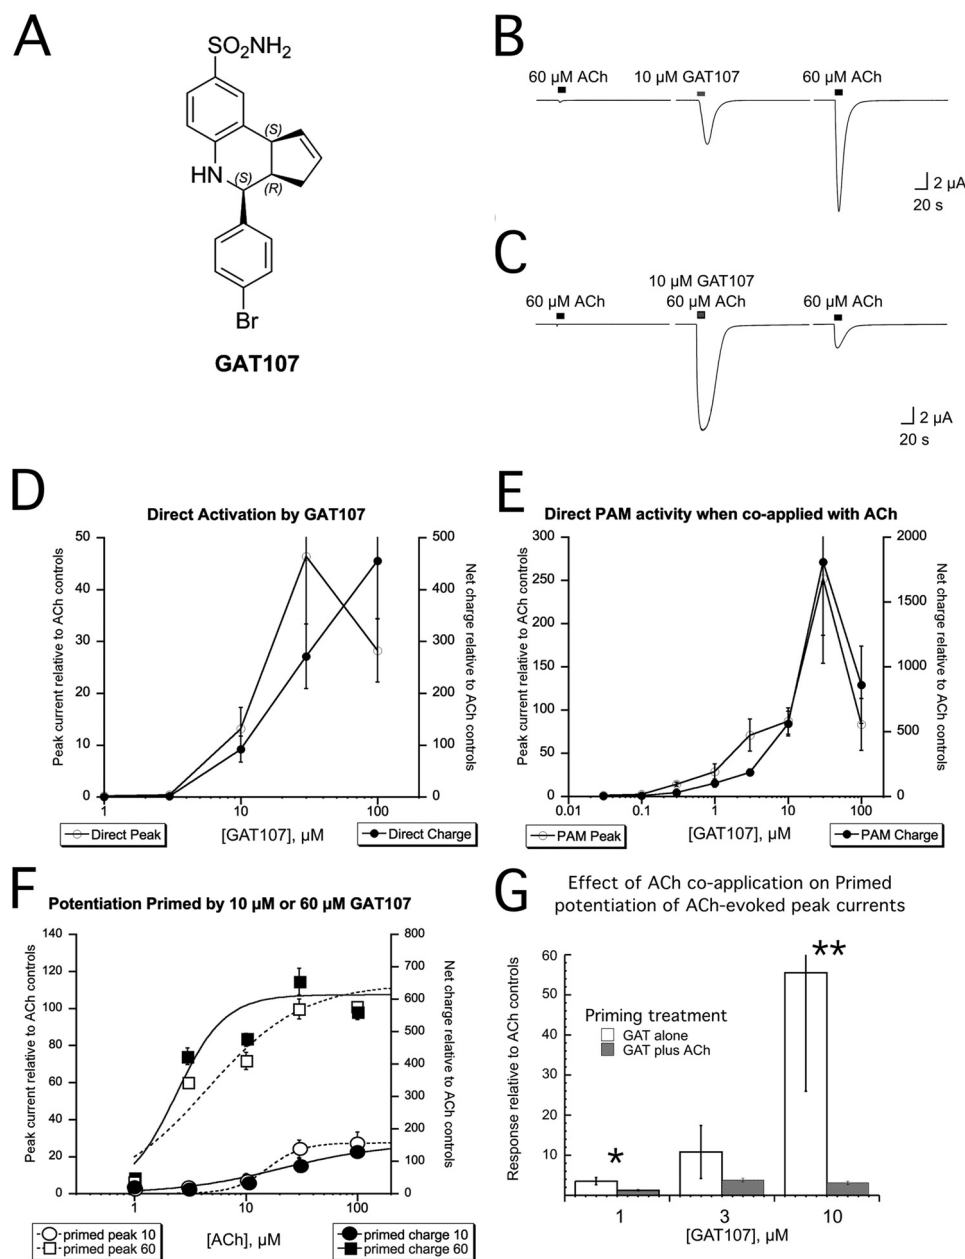 A
SO2NH2
(S)
HN
(S)
(R)
Br
GAT107
B
60 µM ACh
10 µM GAT107
60 µM ACh
2 µA
20 s
C
10 µM GAT107
60 µM ACh
60 µM ACh
60 µM ACh
2 µA
20 s
D
Direct Activation by GAT107
Peak current relative to ACh controls
50
40
30
20
10
0
500
400
300
200
100
0
Net charge relative to ACh controls
1
10
100
[GAT107], µM
Direct Peak
Direct Charge
E
Direct PAM activity when co-applied with ACh
Peak current relative to ACh controls
300
250
200
150
100
50
0
2000
1500
1000
500
0
Net charge relative to ACh controls
0.01
0.1
1
10
100
[GAT107], µM
PAM Peak
PAM Charge
F
Potentiation Primed by 10 µM or 60 µM GAT107
Peak current relative to ACh controls
140
120
100
80
60
40
20
0
800
700
600
500
400
300
200
100
0
Net charge relative to ACh controls
1
10
100
[ACh], µM
primed peak 10
primed peak 60
primed charge 10
primed charge 60
G
Effect of ACh co-application on Primed
potentiation of ACh-evoked peak currents
Response relative to ACh controls
60
50
40
30
20
10
Priming treatment
GAT alone
GAT plus ACh
*
**
1
3
10
[GAT107], µM